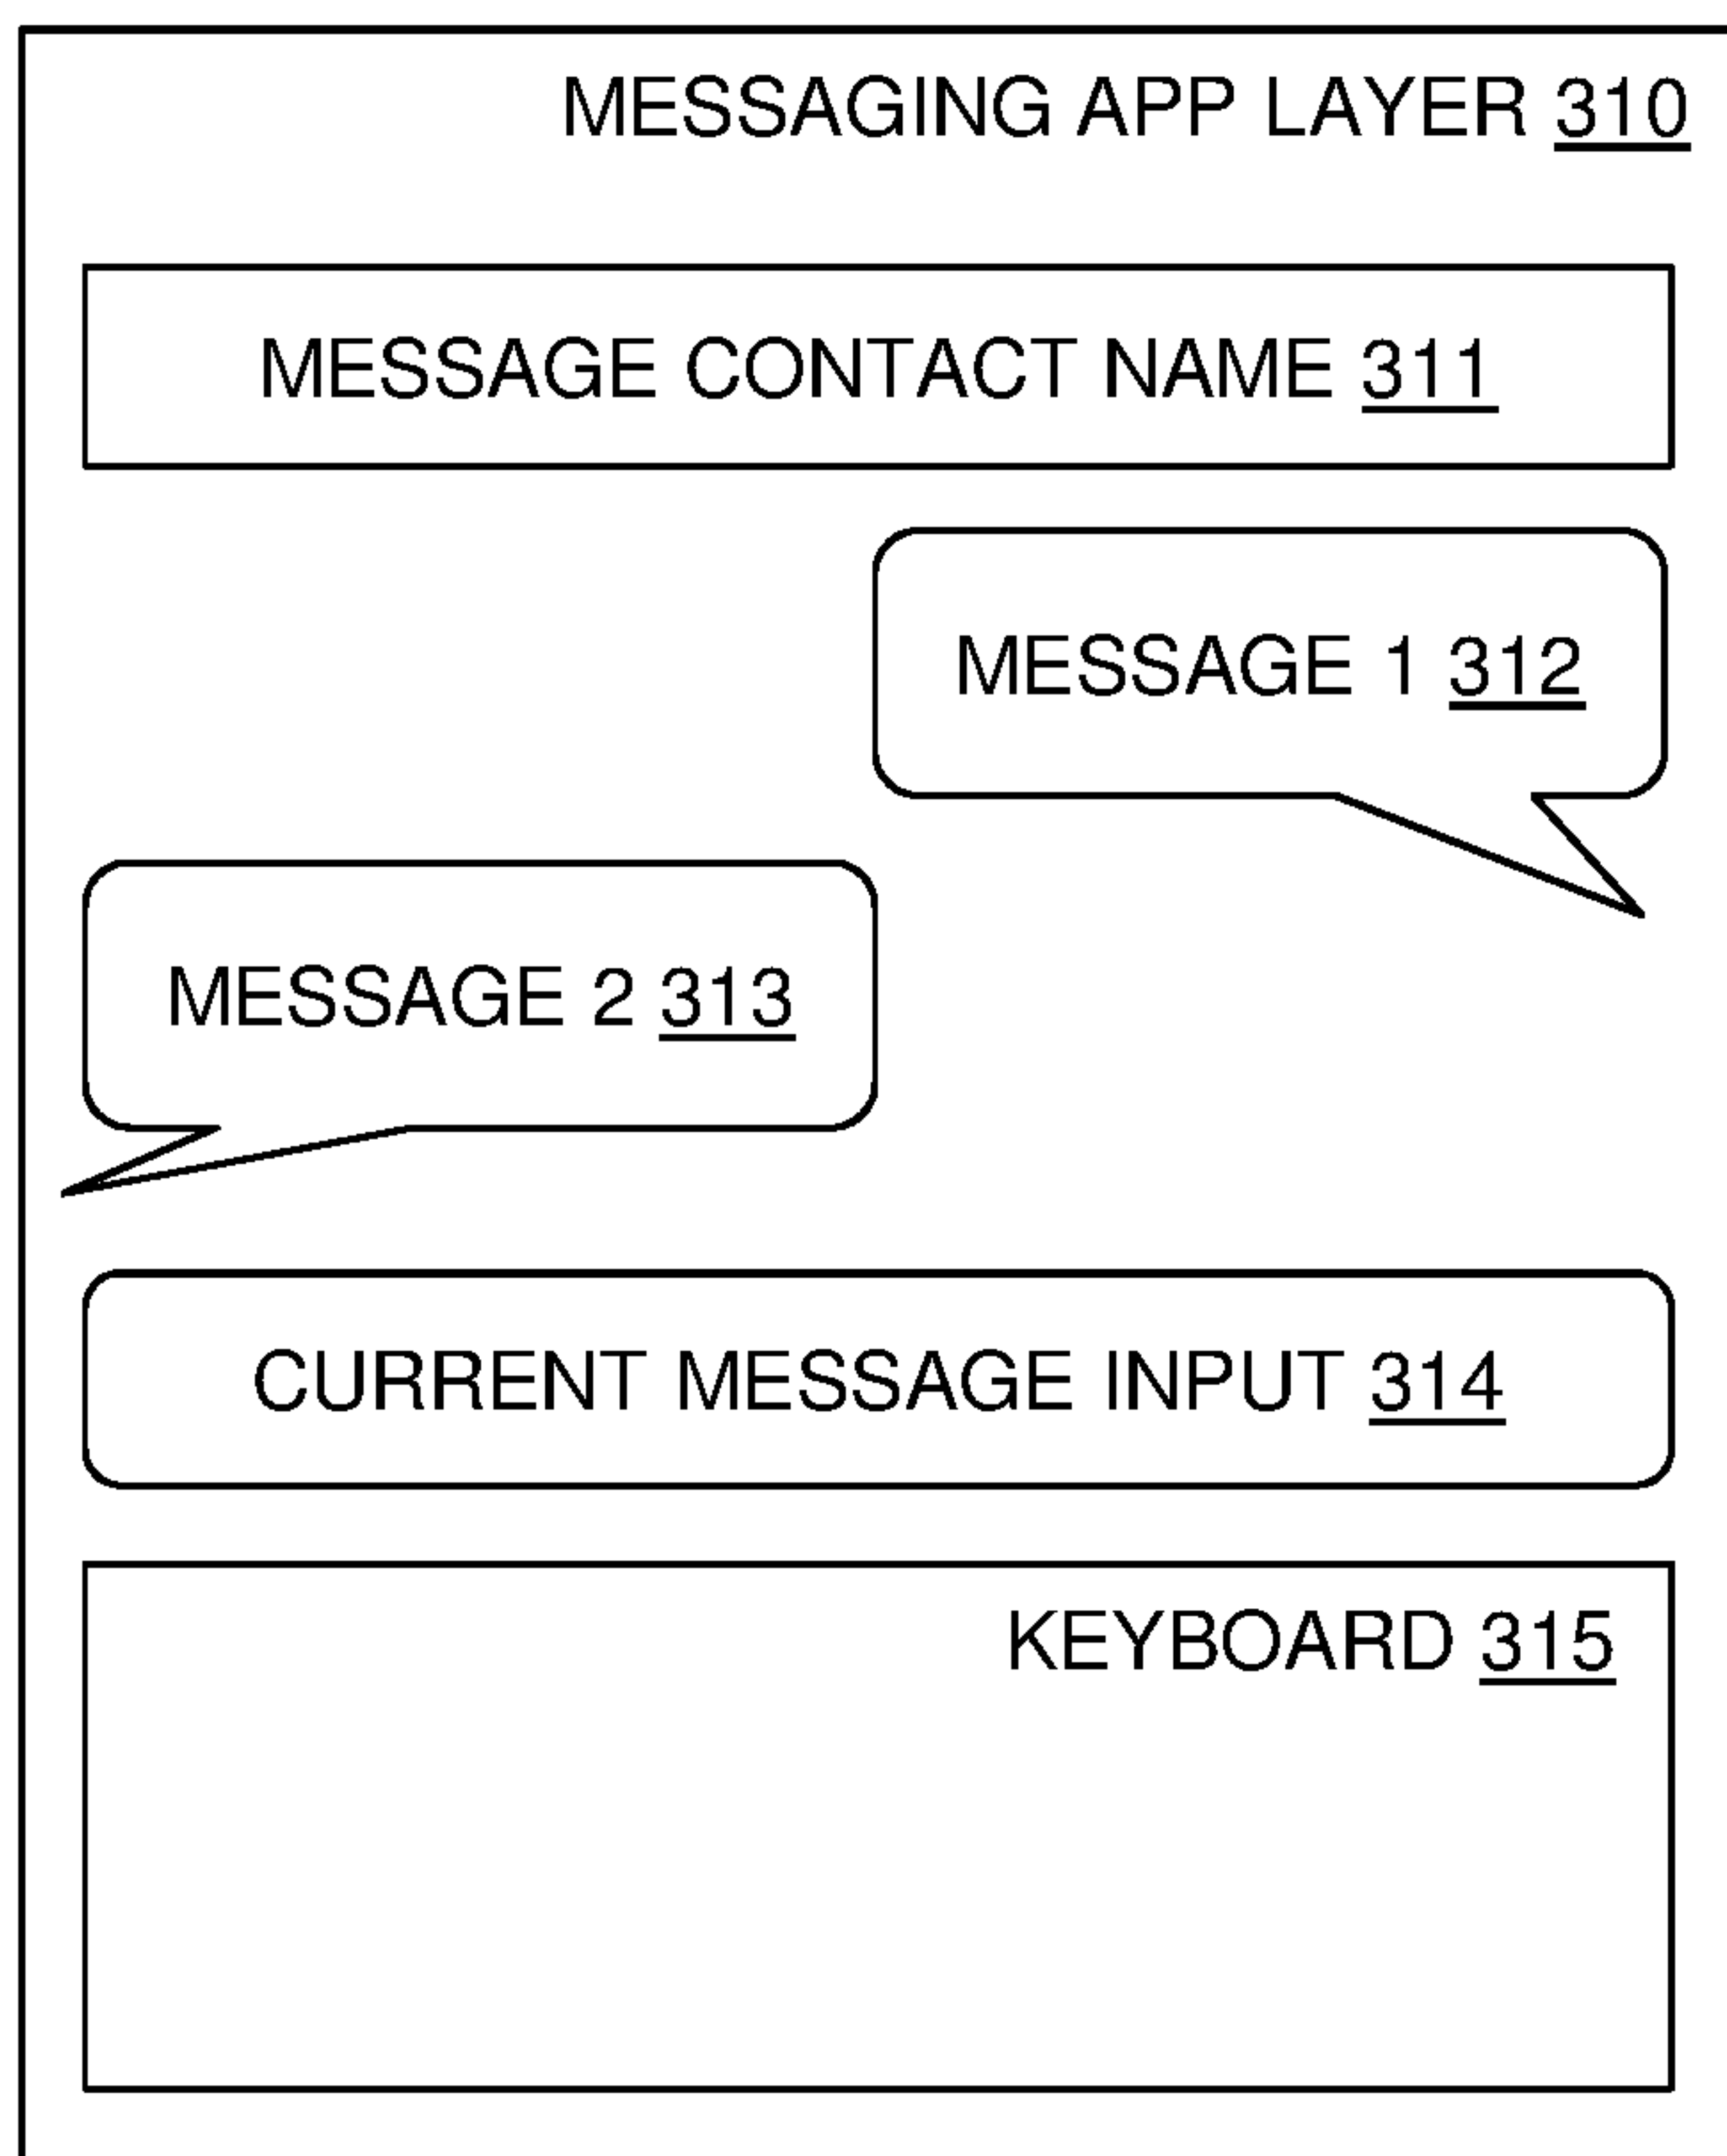 MESSAGING APP LAYER 310
MESSAGE CONTACT NAME 311
MESSAGE 1 312
MESSAGE 2 313
CURRENT MESSAGE INPUT 314
KEYBOARD 315